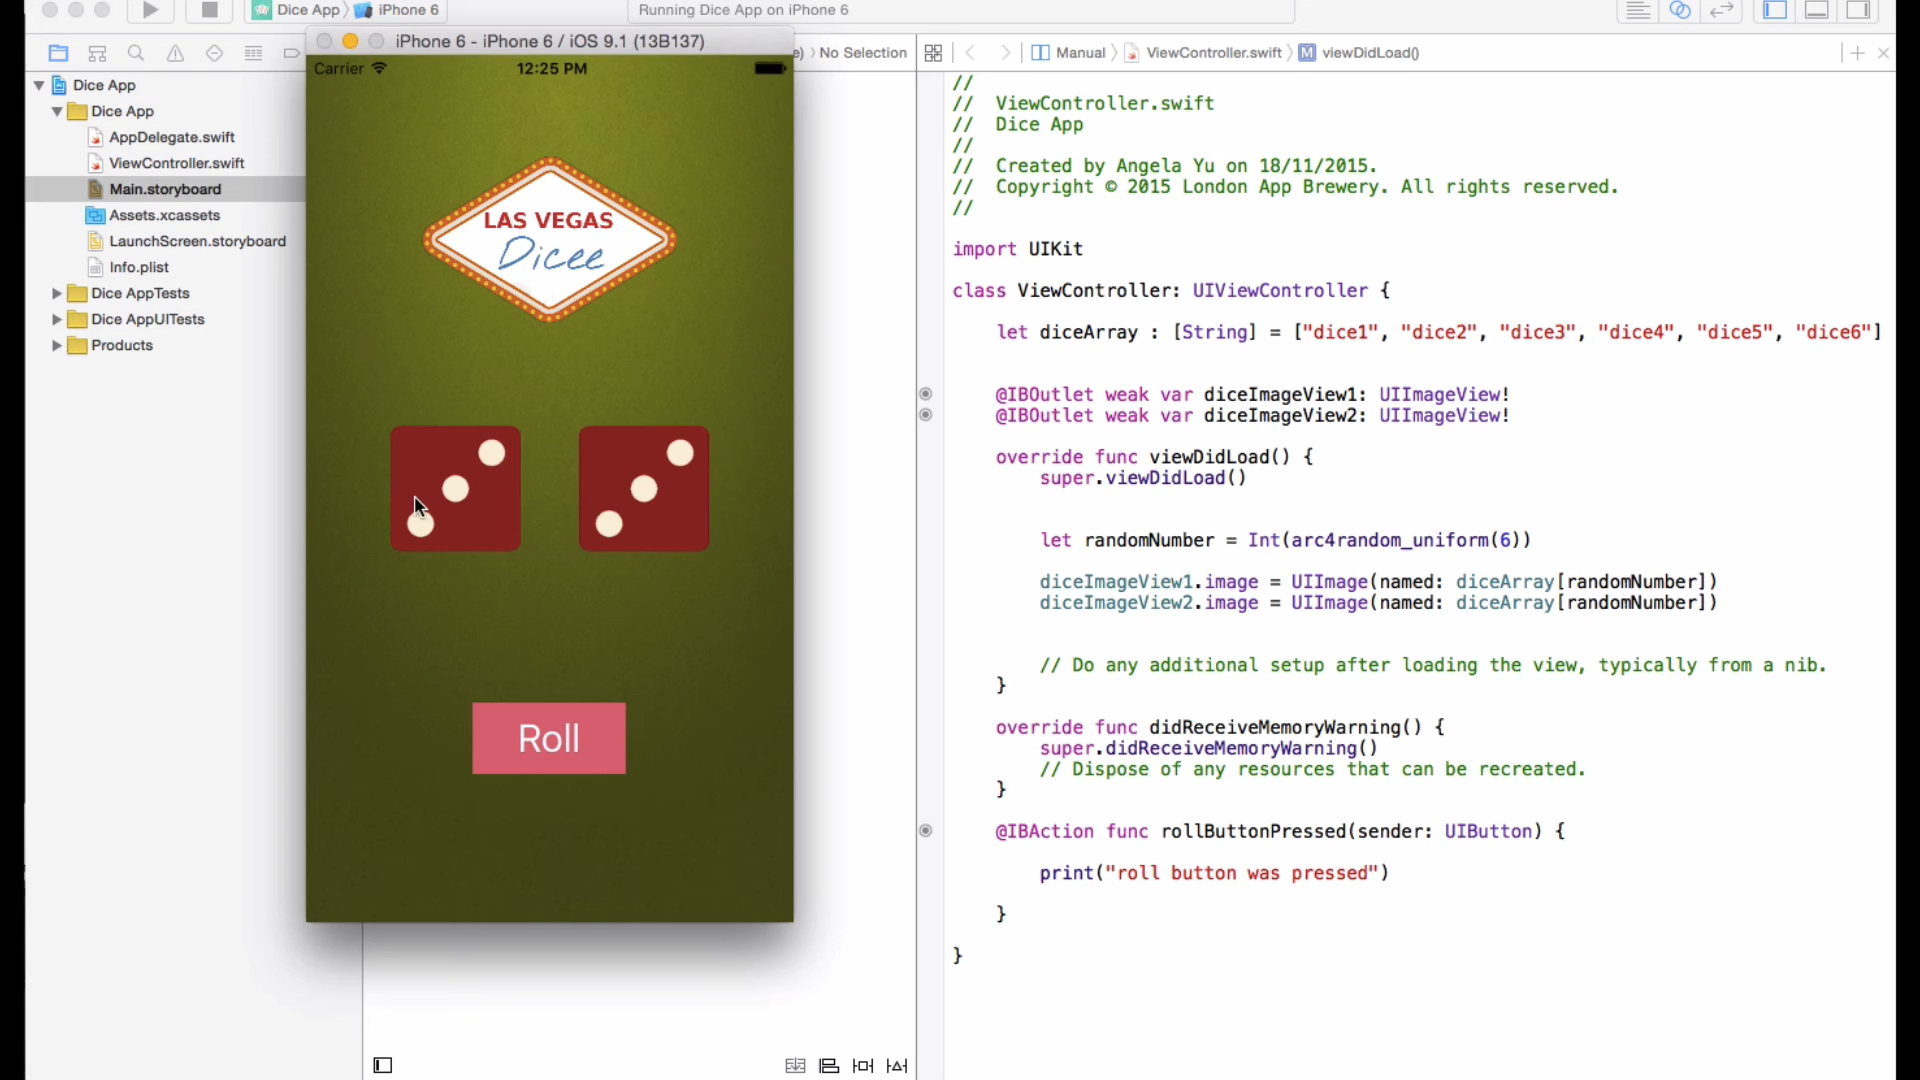 Dice App
iPhone 6
Running Dice App on iPhone 6
iPhone 6 - iPhone 6 / iOS 9.1 (13B137)
No Selection
Manual
ViewController.swift
viewDidLoad()
Dice App
Dice App
AppDelegate.swift
ViewController.swift
Main.storyboard
Assets.xcassets
LaunchScreen.storyboard
Info.plist
Dice AppTests
Dice AppUITests
Products
Carrier
12:25 PM
LAS VEGAS
Dicee
Roll
//
// ViewController.swift
// Dice App
//
// Created by Angela Yu on 18/11/2015.
// Copyright © 2015 London App Brewery. All rights reserved.
//
import UIKit
class ViewController: UIViewController {
let diceArray : [String] = ["dice1", "dice2", "dice3", "dice4", "dice5", "dice6"]
@IBOutlet weak var diceImageView1: UIImageView!
@IBOutlet weak var diceImageView2: UIImageView!
override func viewDidLoad() {
super.viewDidLoad()
let randomNumber = Int(arc4random_uniform(6))
diceImageView1.image = UIImage(named: diceArray[randomNumber])
diceImageView2.image = UIImage(named: diceArray[randomNumber])
// Do any additional setup after loading the view, typically from a nib.
}
override func didReceiveMemoryWarning() {
super.didReceiveMemoryWarning()
// Dispose of any resources that can be recreated.
}
@IBAction func rollButtonPressed(sender: UIButton) {
print("roll button was pressed")
}
}